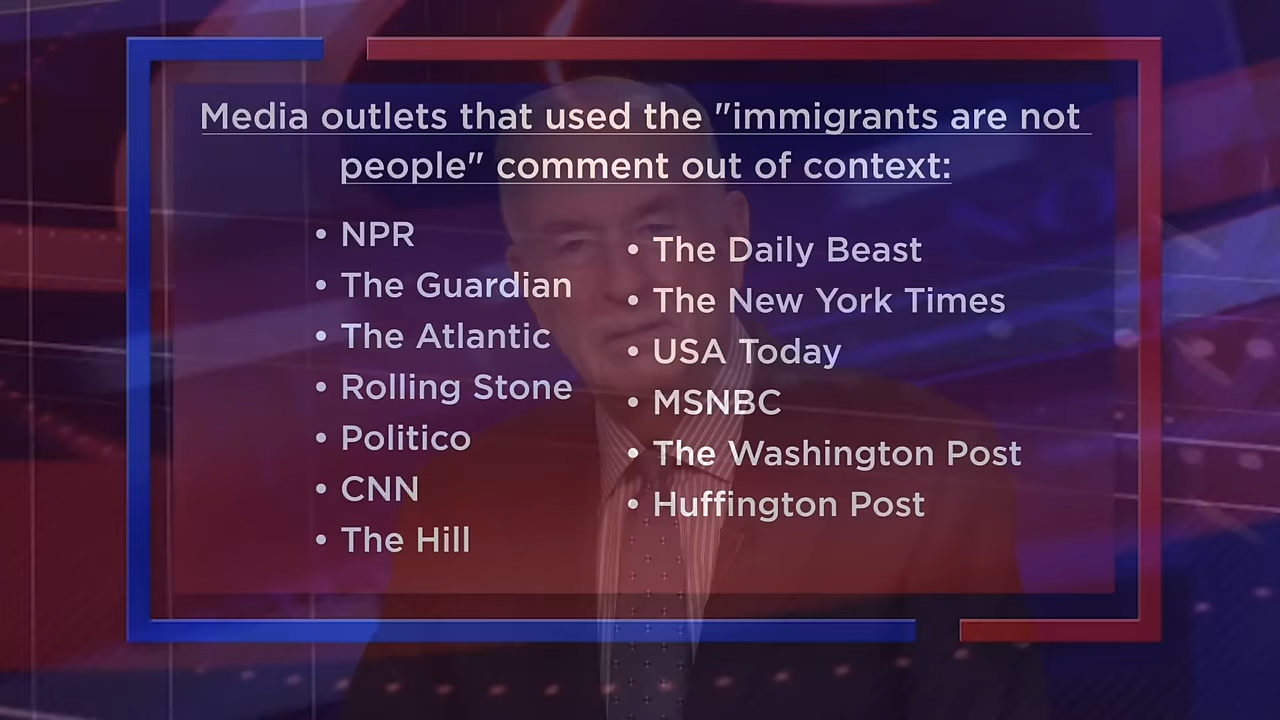 Media outlets that used the "immigrants are not
people" comment out of context:
• NPR
• The Guardian
• The Atlantic
• Rolling Stone
• Politico
• CNN
• The Hill
• The Daily Beast
• The New York Times
• USA Today
• MSNBC
• The Washington Post
• Huffington Post